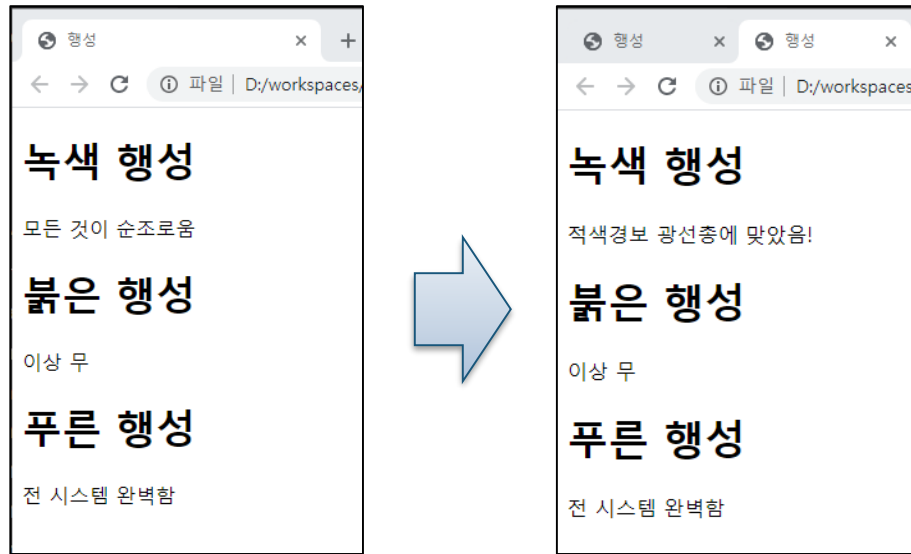 행성
파일 | D:/workspaces/
녹색 행성
모든 것이 순조로움
붉은 행성
이상 무
푸른 행성
전 시스템 완벽함
행성 행성
파일 | D:/workspaces
녹색 행성
적색경보 광선총에 맞았음!
붉은 행성
이상 무
푸른 행성
전 시스템 완벽함